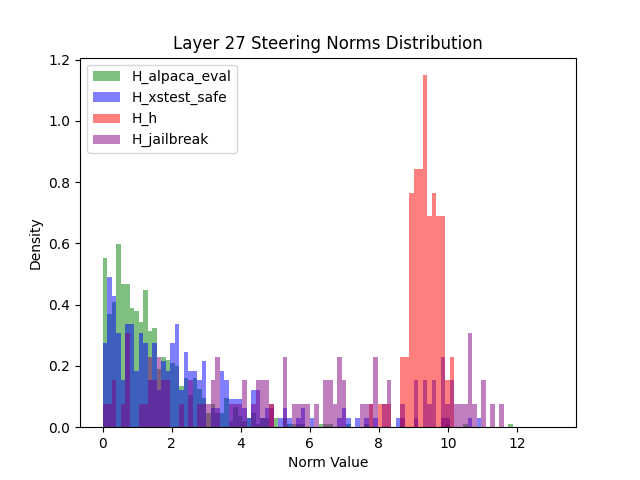 Layer 27 Steering Norms Distribution
H_alpaca_eval
H_xstest_safe
H_h
H_jailbreak
Density
1.2
1.0
0.8
0.6
0.4
0.2
0.0
0 2 4 6 8 10 12
Norm Value